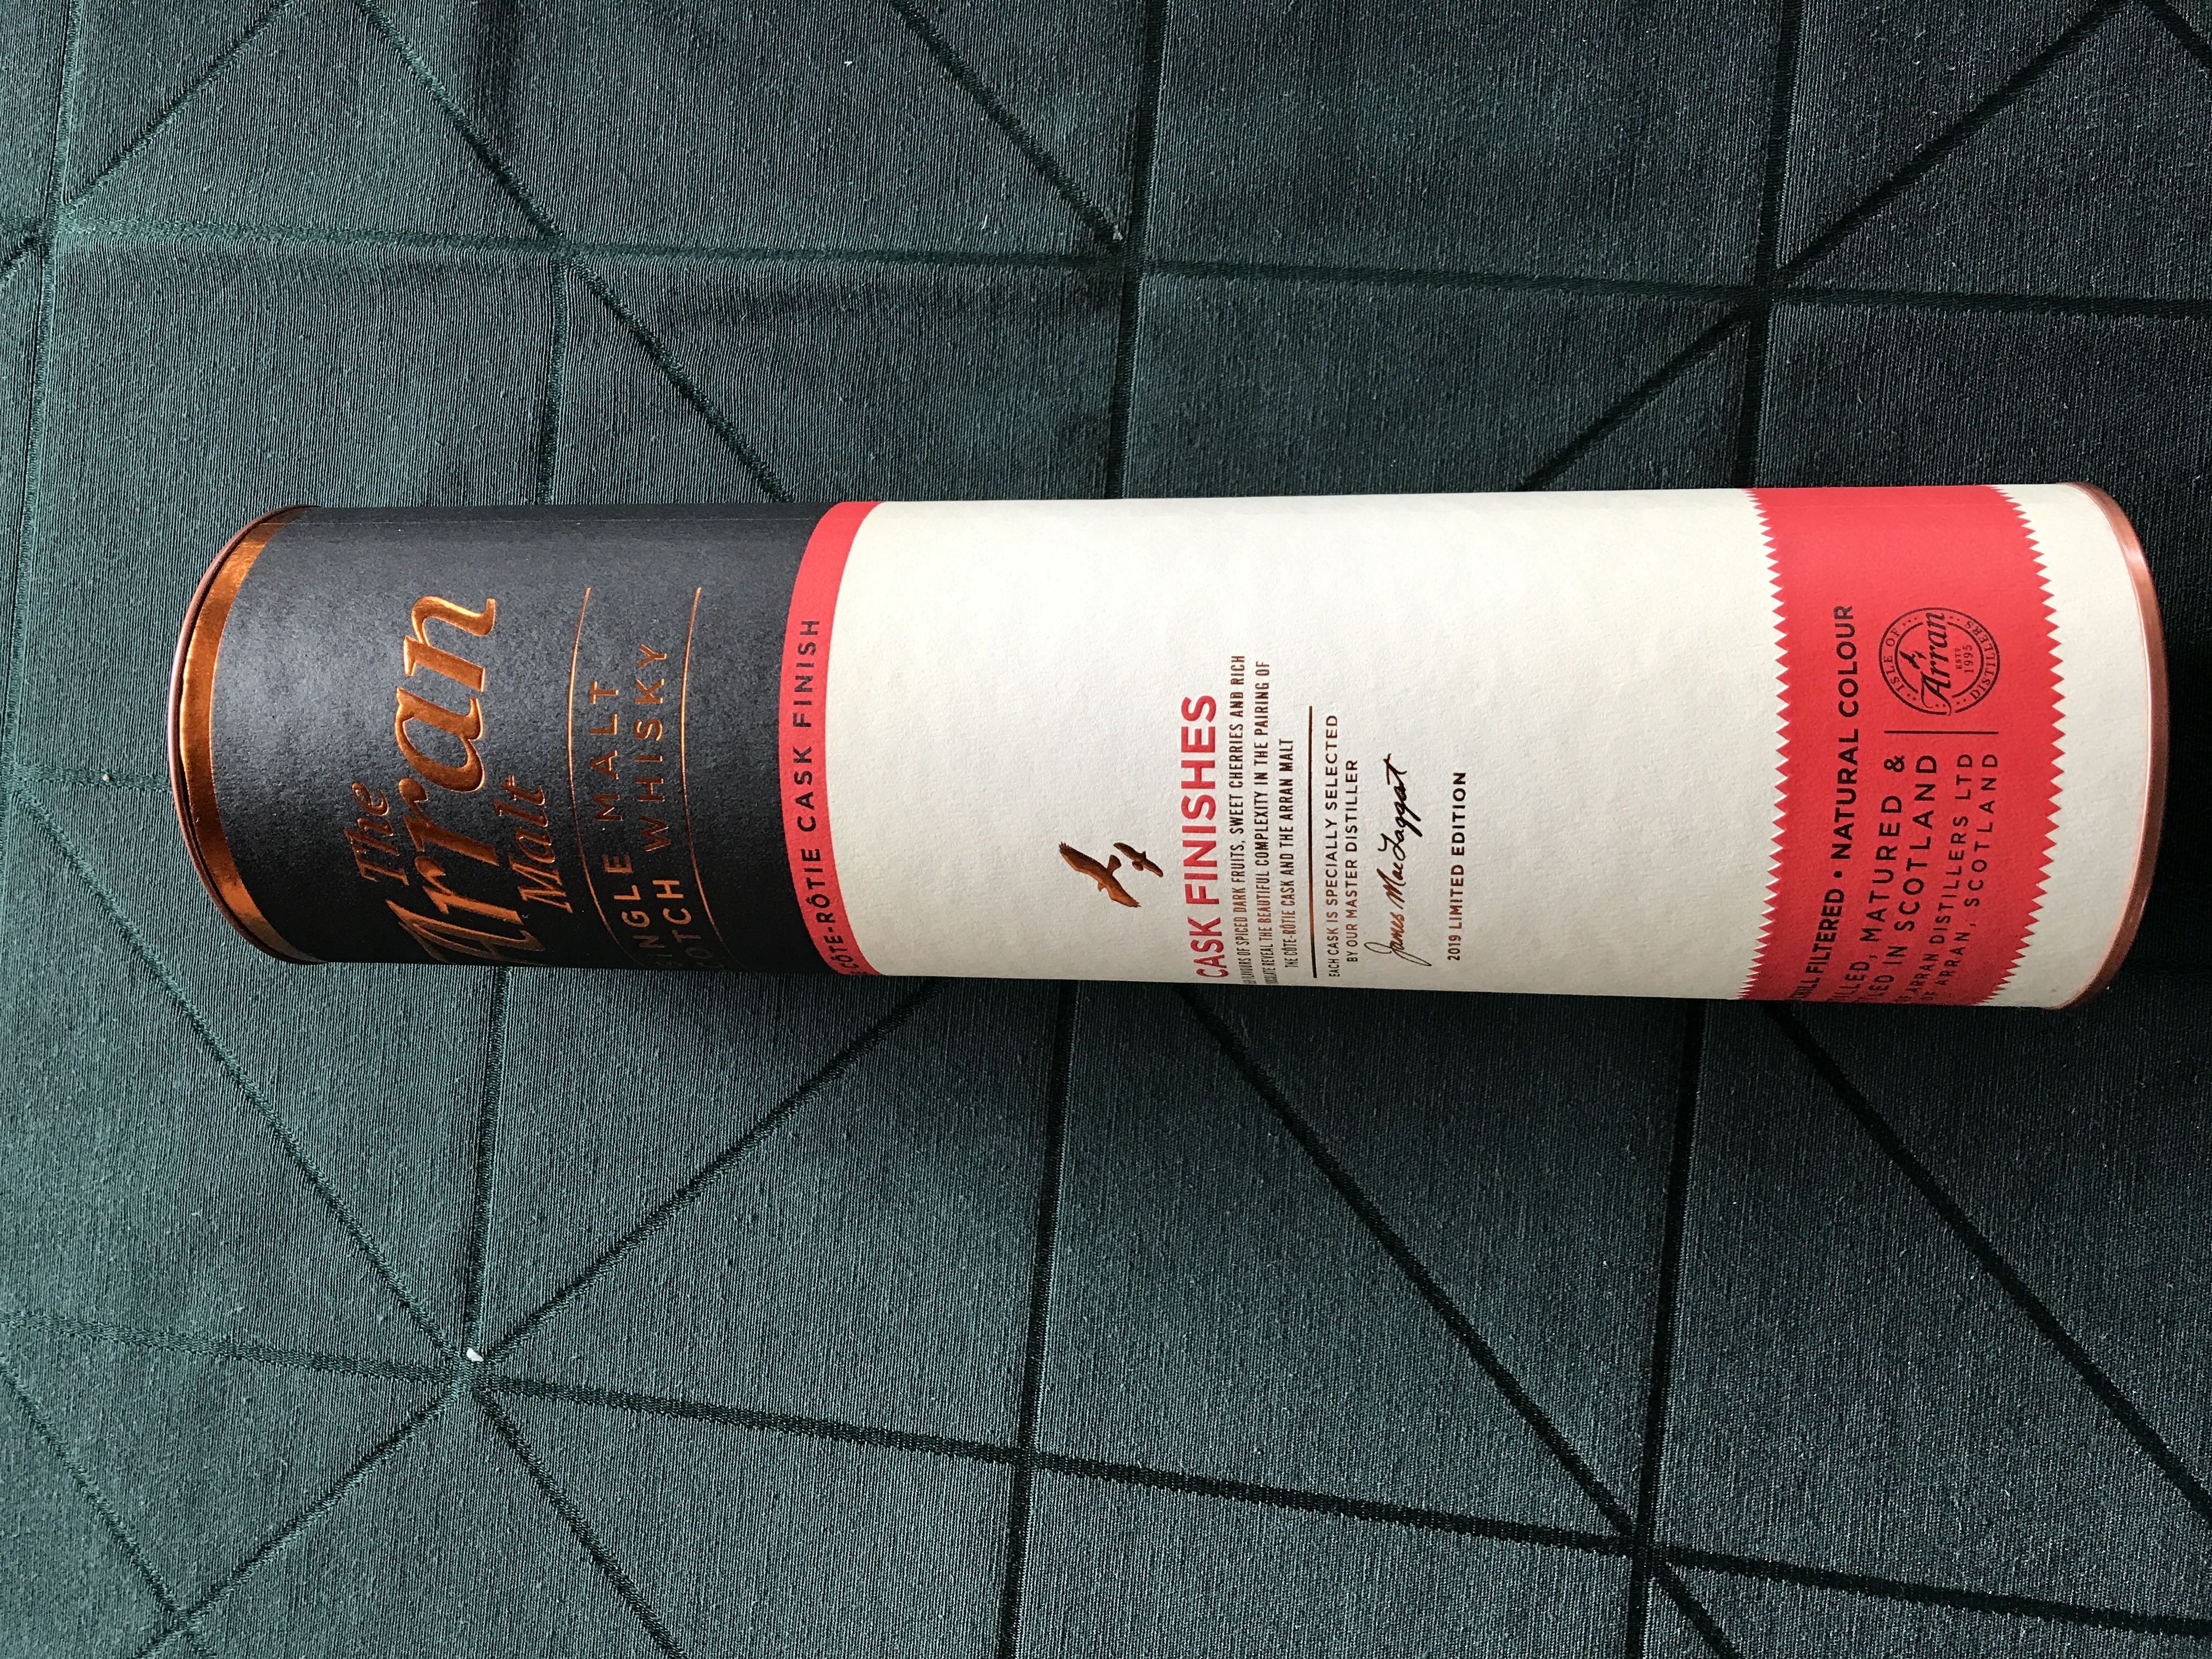 The
Arran
Malt
SINGLE MALT
SCOTCH WHISKY
CÔTE-RÔTIE CASK FINISH
CASK FINISHES
OF SPICED DARK FRUITS, SWEET CHERRIES AND RICH
REVEAL THE BEAUTIFUL COMPLEXITY IN THE PAIRING OF
THE CÔTE-RÔTIE CASK AND THE ARRAN MALT
EACH CASK IS SPECIALLY SELECTED
BY OUR MASTER DISTILLER
James MacTaggart
2019 LIMITED EDITION
FILTERED • NATURAL COLOUR
MATURED &
IN SCOTLAND
ARRAN DISTILLERS LTD
OF ARRAN, SCOTLAND
ISLE OF
Arran
ESTD
1995
DISTILLERS